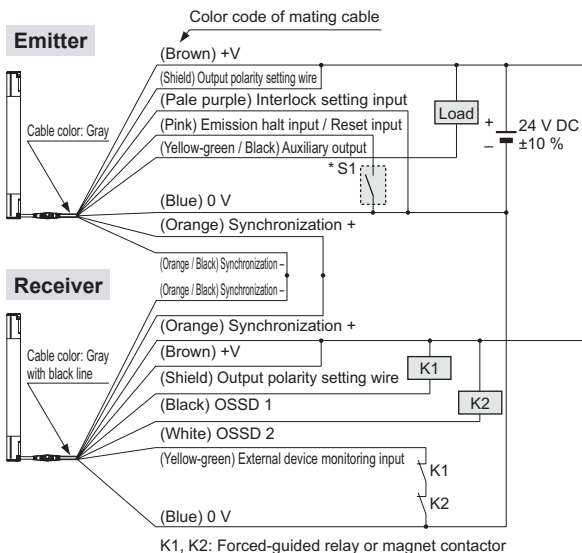 Color code of mating cable
Emitter
(Brown) +V
(Shield) Output polarity setting wire
(Pale purple) Interlock setting input
(Pink) Emission halt input / Reset input
(Yellow-green / Black) Auxiliary output
Cable color: Gray
Load
+
–
24 V DC
±10 %
* S1
(Blue) 0 V
(Orange) Synchronization +
(Orange / Black) Synchronization –
(Orange / Black) Synchronization –
Receiver
(Orange) Synchronization +
(Brown) +V
(Shield) Output polarity setting wire
(Black) OSSD 1
(White) OSSD 2
(Yellow-green) External device monitoring input
Cable color: Gray
with black line
K1
K2
K1
K2
(Blue) 0 V
K1, K2: Forced-guided relay or magnet contactor